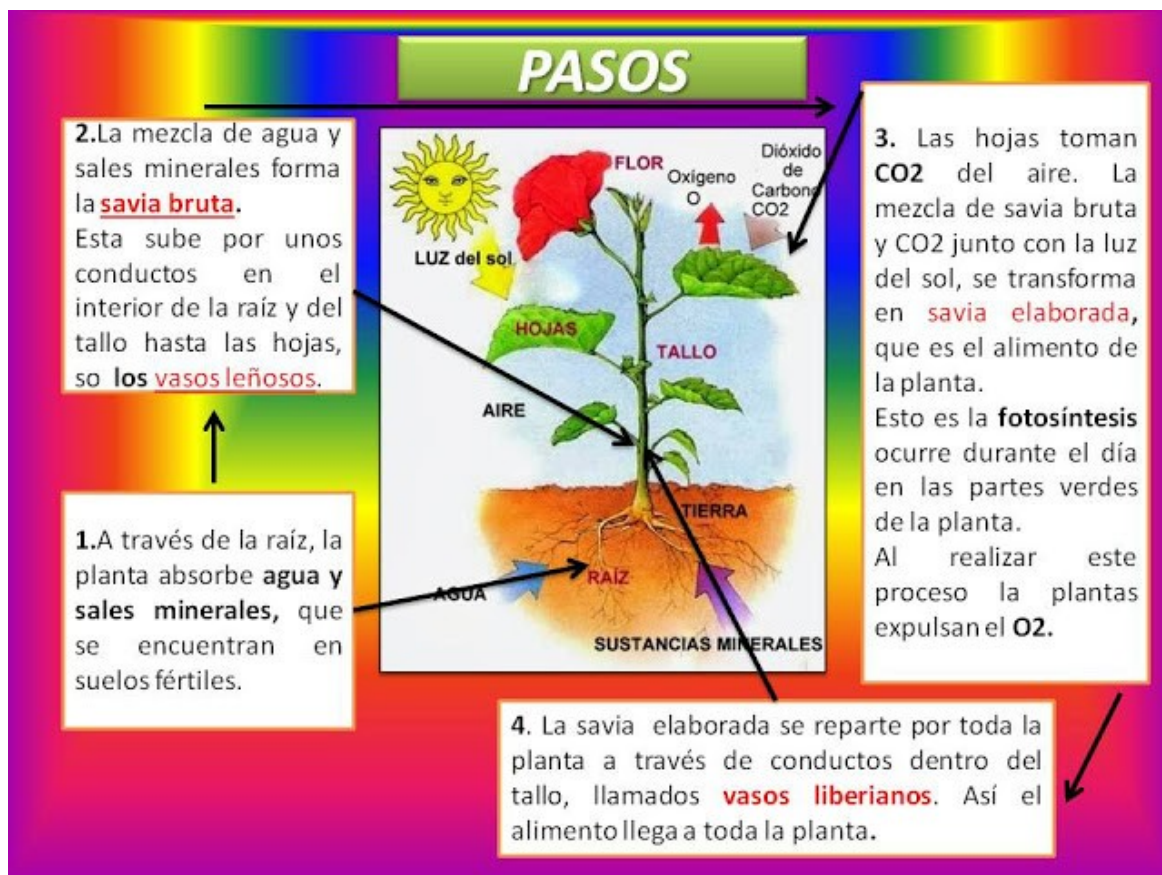 PASOS
2.La mezcla de agua y
sales minerales forma
la savia bruta.
Esta sube por unos
conductos en el
interior de la raíz y del
tallo hasta las hojas,
so los vasos leñosos.
1.A través de la raíz, la
planta absorbe agua y
sales minerales, que
se encuentran en
suelos fértiles.
FLOR
Oxígeno
O
Dióxido
de
Carbono
CO2
LUZ del sol
HOJAS
TALLO
AIRE
TIERRA
RAÍZ
AGUA
SUSTANCIAS MINERALES
3. Las hojas toman
CO2 del aire. La
mezcla de savia bruta
y CO2 junto con la luz
del sol, se transforma
en savia elaborada,
que es el alimento de
la planta.
Esto es la fotosíntesis
ocurre durante el día
en las partes verdes
de la planta.
Al realizar este
proceso la plantas
expulsan el O2.
4. La savia elaborada se reparte por toda la
planta a través de conductos dentro del
tallo, llamados vasos liberianos. Así el
alimento llega a toda la planta.